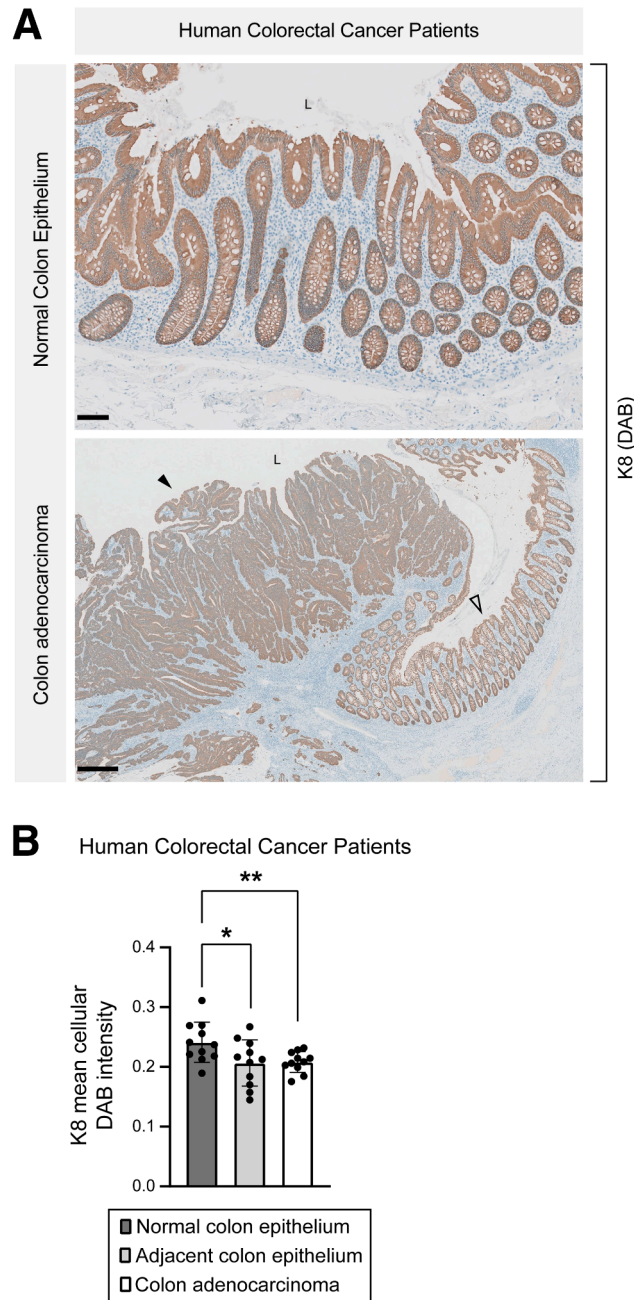 A
Human Colorectal Cancer Patients
Normal Colon Epithelium
L
Colon adenocarcinoma
L
K8 (DAB)
B
Human Colorectal Cancer Patients
**
*
0.4
0.3
0.2
0.1
0.0
K8 mean cellular
DAB intensity
Normal colon epithelium
Adjacent colon epithelium
Colon adenocarcinoma